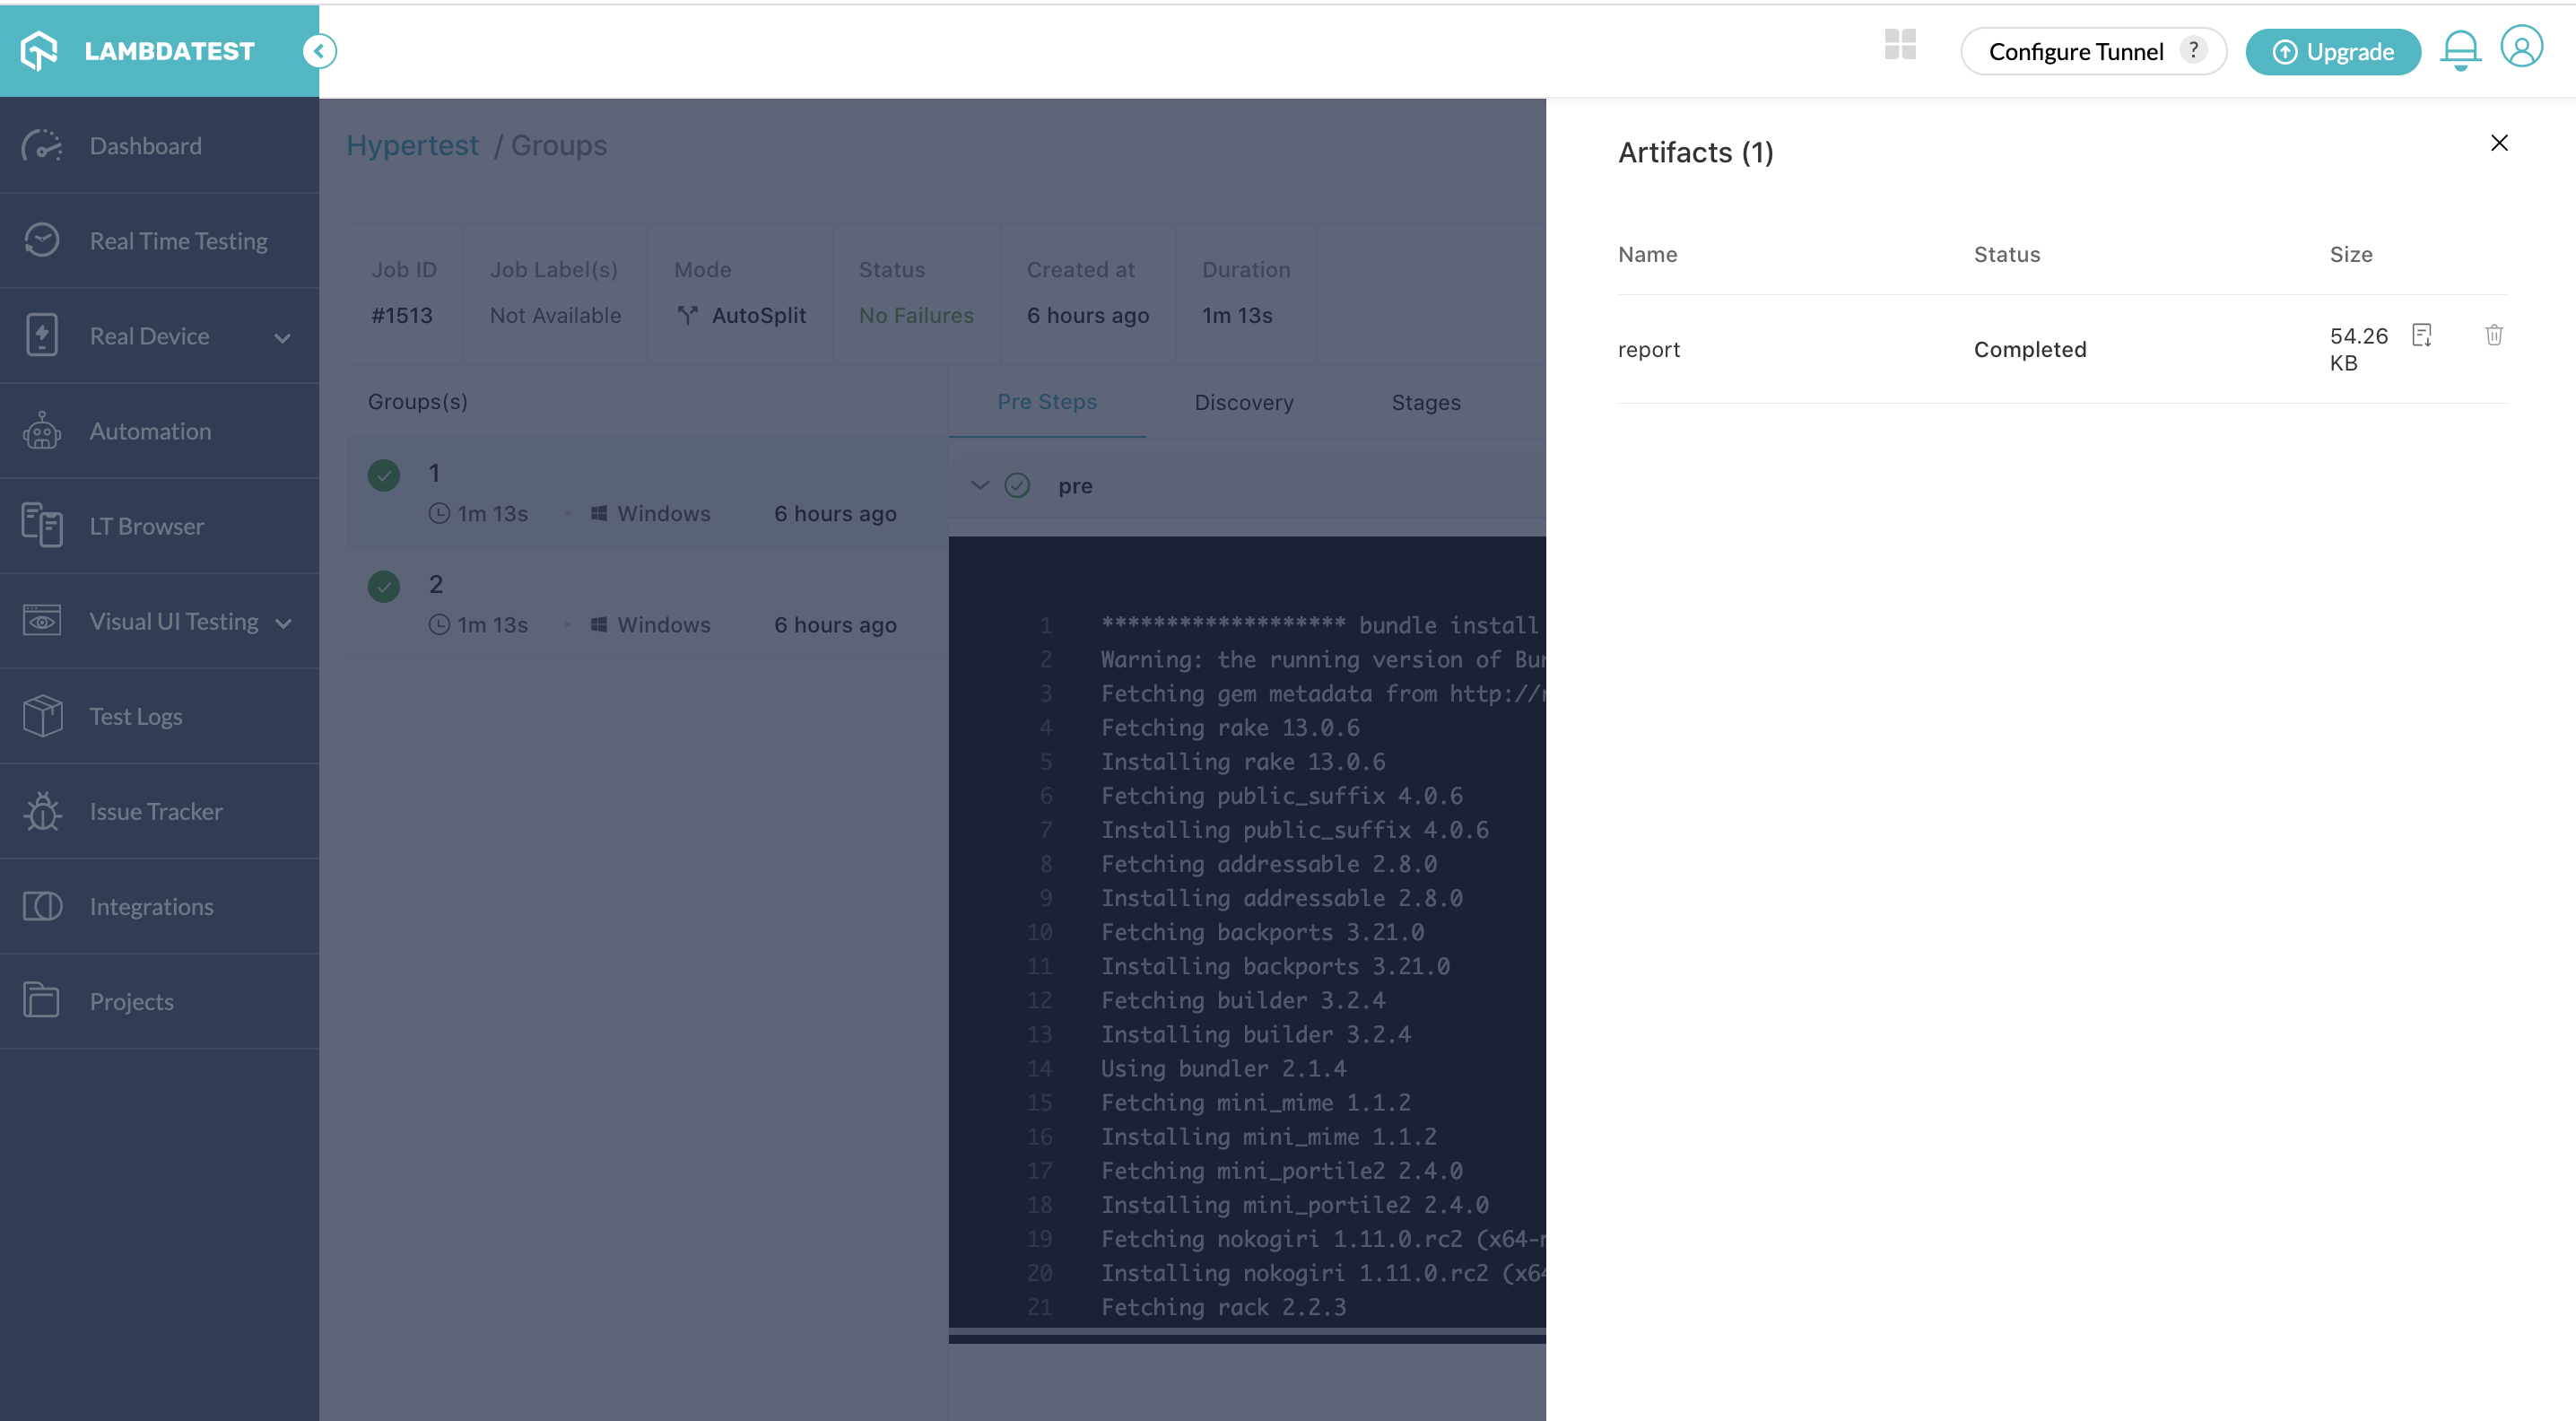 LAMBDATEST
Configure Tunnel ?
Upgrade
Dashboard
Real Time Testing
Real Device
Automation
LT Browser
Visual UI Testing
Test Logs
Issue Tracker
Integrations
Projects
Hypertest / Groups
Job ID
#1513
Job Label(s)
Not Available
Mode
AutoSplit
Status
No Failures
Created at
6 hours ago
Duration
1m 13s
Groups(s)
1
1m 13s Windows 6 hours ago
2
1m 13s Windows 6 hours ago
Pre Steps Discovery Stages
pre
1 ******************* bundle install
2 Warning: the running version of Bu
3 Fetching gem metadata from http://
4 Fetching rake 13.0.6
5 Installing rake 13.0.6
6 Fetching public_suffix 4.0.6
7 Installing public_suffix 4.0.6
8 Fetching addressable 2.8.0
9 Installing addressable 2.8.0
10 Fetching backports 3.21.0
11 Installing backports 3.21.0
12 Fetching builder 3.2.4
13 Installing builder 3.2.4
14 Using bundler 2.1.4
15 Fetching mini_mime 1.1.2
16 Installing mini_mime 1.1.2
17 Fetching mini_portile2 2.4.0
18 Installing mini_portile2 2.4.0
19 Fetching nokogiri 1.11.0.rc2 (x64-
20 Installing nokogiri 1.11.0.rc2 (x6
21 Fetching rack 2.2.3
Artifacts (1)
Name Status Size
report Completed 54.26
KB